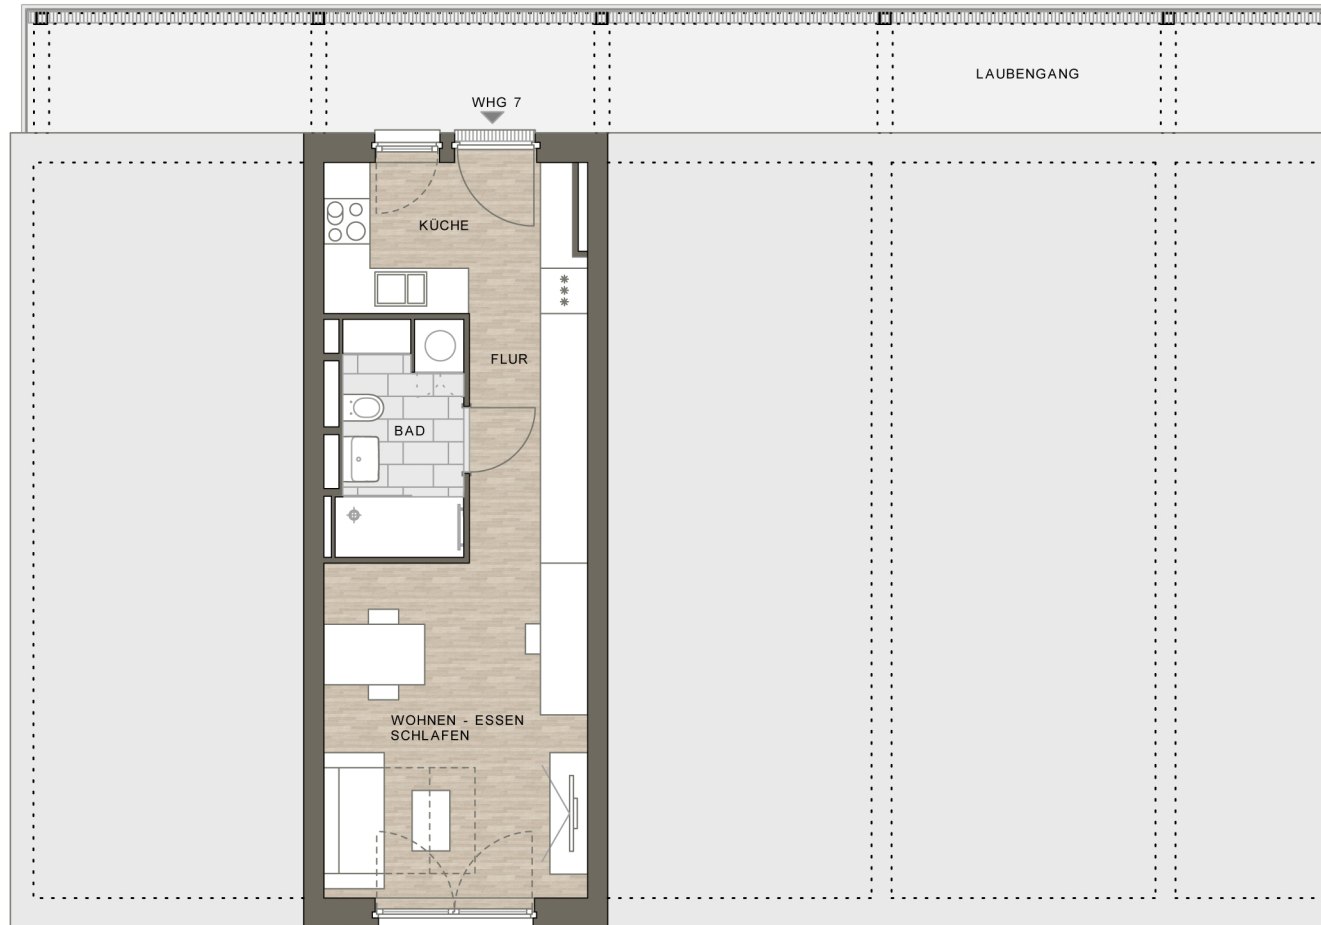 LAUBENGANG
WHG 7
KÜCHE
FLUR
BAD
WOHNEN - ESSEN
SCHLAFEN